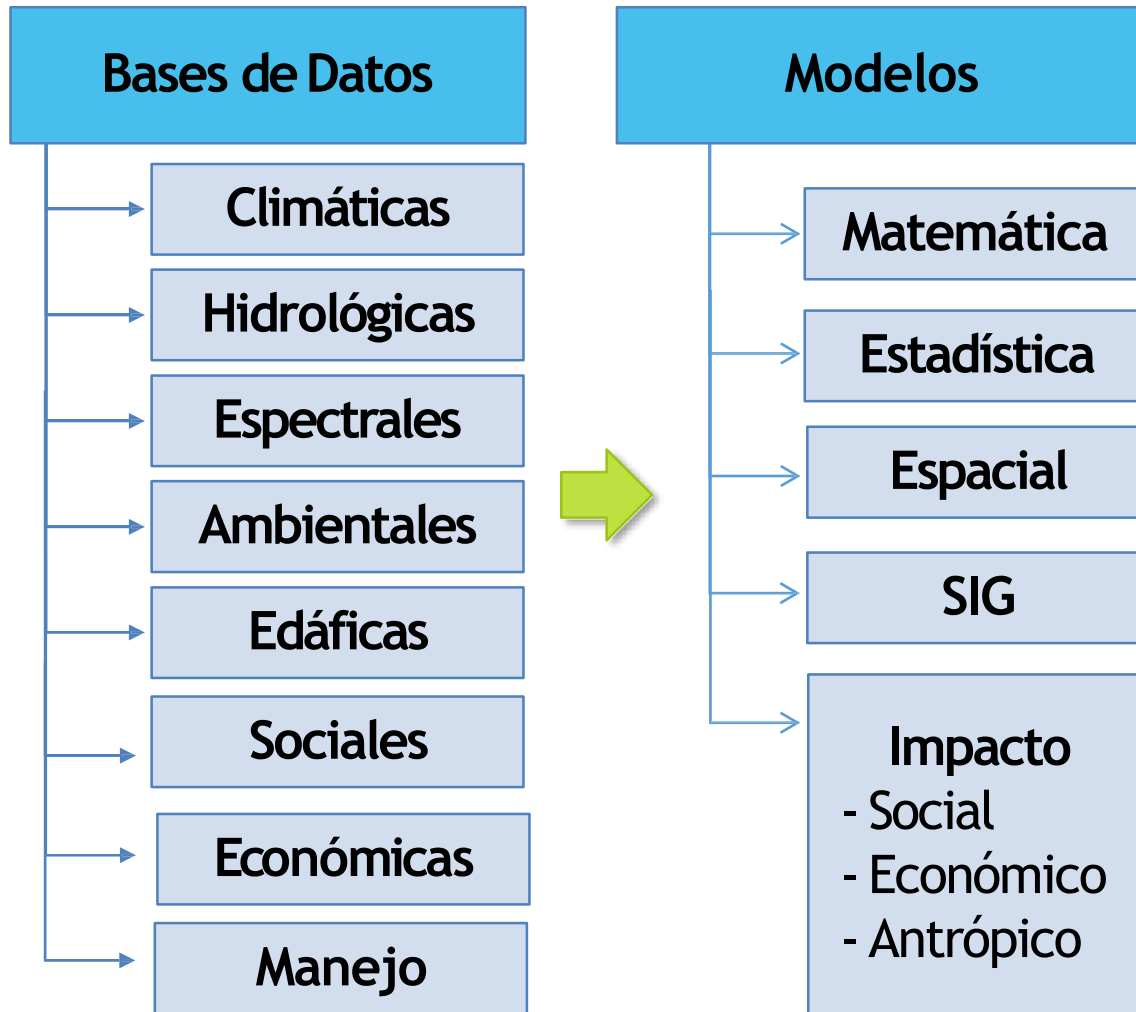 Bases de Datos
Climáticas
Hidrológicas
Espectrales
Ambientales
Edáficas
Sociales
Económicas
Manejo
Modelos
Matemática
Estadística
Espacial
SIG
Impacto
- Social
- Económico
- Antrópico